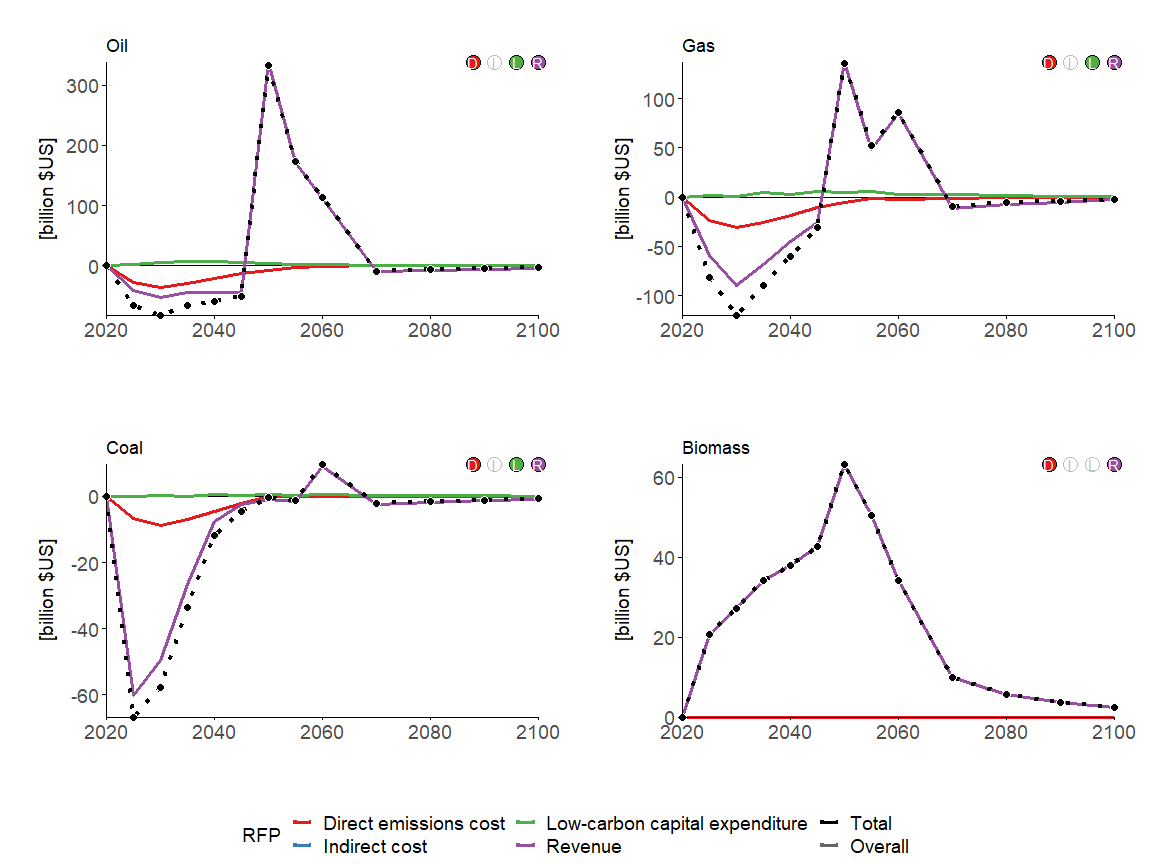 Oil
D I L R
300
200
100
0
[billion $US]
2020 2040 2060 2080 2100
Gas
D I L R
100
50
0
-50
-100
[billion $US]
2020 2040 2060 2080 2100
Coal
D I L R
0
-20
-40
-60
[billion $US]
2020 2040 2060 2080 2100
Biomass
D I L R
60
40
20
0
[billion $US]
2020 2040 2060 2080 2100
RFP
Direct emissions cost Low-carbon capital expenditure Total
Indirect cost Revenue Overall